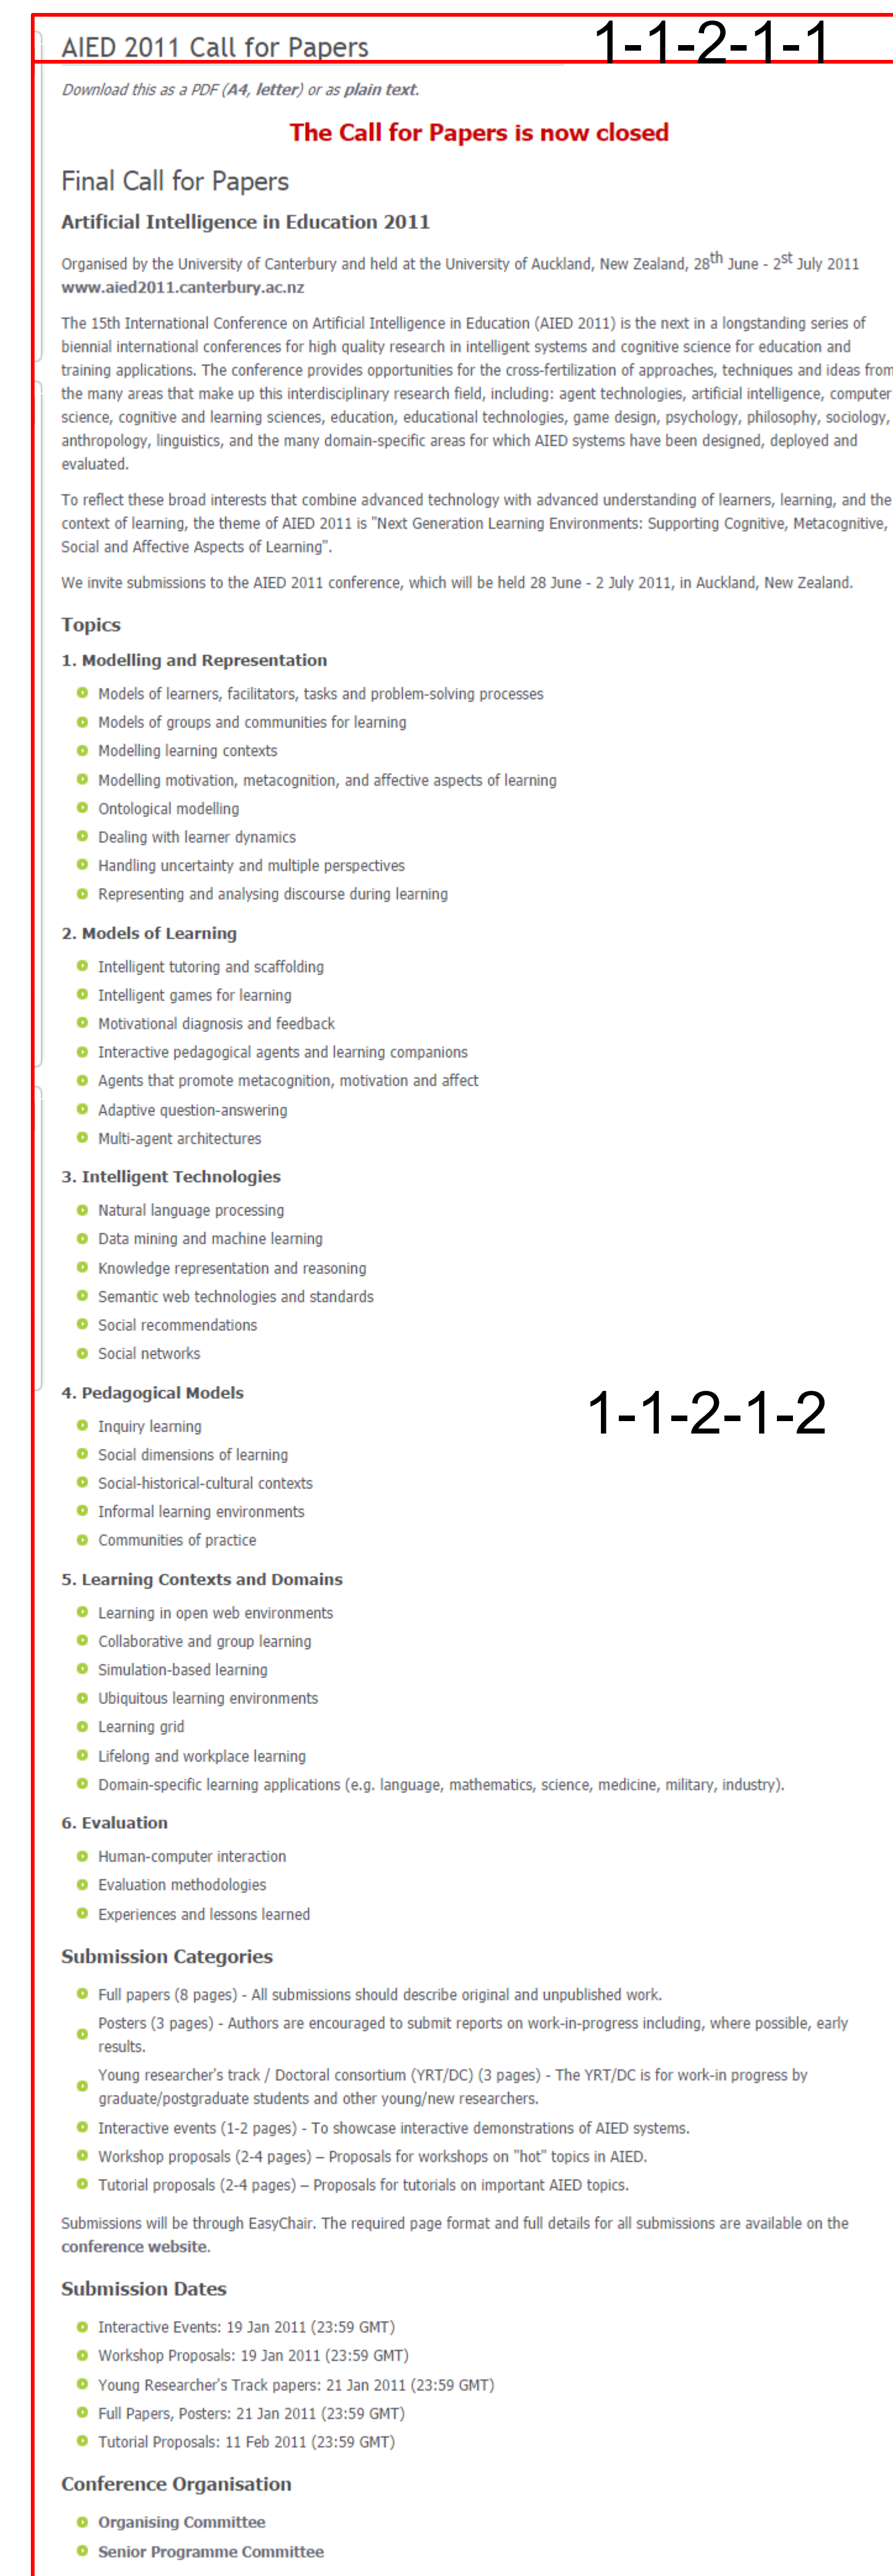 AIED 2011 Call for Papers
1-1-2-1-1
Download this as a PDF (A4, letter) or as plain text.
The Call for Papers is now closed
Final Call for Papers
Artificial Intelligence in Education 2011
Organised by the University of Canterbury and held at the University of Auckland, New Zealand, 28th June - 2st July 2011
www.aied2011.canterbury.ac.nz
The 15th International Conference on Artificial Intelligence in Education (AIED 2011) is the next in a longstanding series of
biennial international conferences for high quality research in intelligent systems and cognitive science for education and
training applications. The conference provides opportunities for the cross-fertilization of approaches, techniques and ideas from
the many areas that make up this interdisciplinary research field, including: agent technologies, artificial intelligence, computer
science, cognitive and learning sciences, education, educational technologies, game design, psychology, philosophy, sociology,
anthropology, linguistics, and the many domain-specific areas for which AIED systems have been designed, deployed and
evaluated.
To reflect these broad interests that combine advanced technology with advanced understanding of learners, learning, and the
context of learning, the theme of AIED 2011 is "Next Generation Learning Environments: Supporting Cognitive, Metacognitive,
Social and Affective Aspects of Learning".
We invite submissions to the AIED 2011 conference, which will be held 28 June - 2 July 2011, in Auckland, New Zealand.
Topics
1. Modelling and Representation
Models of learners, facilitators, tasks and problem-solving processes
Models of groups and communities for learning
Modelling learning contexts
Modelling motivation, metacognition, and affective aspects of learning
Ontological modelling
Dealing with learner dynamics
Handling uncertainty and multiple perspectives
Representing and analysing discourse during learning
2. Models of Learning
Intelligent tutoring and scaffolding
Intelligent games for learning
Motivational diagnosis and feedback
Interactive pedagogical agents and learning companions
Agents that promote metacognition, motivation and affect
Adaptive question-answering
Multi-agent architectures
3. Intelligent Technologies
Natural language processing
Data mining and machine learning
Knowledge representation and reasoning
Semantic web technologies and standards
Social recommendations
Social networks
4. Pedagogical Models
1-1-2-1-2
Inquiry learning
Social dimensions of learning
Social-historical-cultural contexts
Informal learning environments
Communities of practice
5. Learning Contexts and Domains
Learning in open web environments
Collaborative and group learning
Simulation-based learning
Ubiquitous learning environments
Learning grid
Lifelong and workplace learning
Domain-specific learning applications (e.g. language, mathematics, science, medicine, military, industry).
6. Evaluation
Human-computer interaction
Evaluation methodologies
Experiences and lessons learned
Submission Categories
Full papers (8 pages) - All submissions should describe original and unpublished work.
Posters (3 pages) - Authors are encouraged to submit reports on work-in-progress including, where possible, early
results.
Young researcher's track / Doctoral consortium (YRT/DC) (3 pages) - The YRT/DC is for work-in progress by
graduate/postgraduate students and other young/new researchers.
Interactive events (1-2 pages) - To showcase interactive demonstrations of AIED systems.
Workshop proposals (2-4 pages) – Proposals for workshops on "hot" topics in AIED.
Tutorial proposals (2-4 pages) – Proposals for tutorials on important AIED topics.
Submissions will be through EasyChair. The required page format and full details for all submissions are available on the
conference website.
Submission Dates
Interactive Events: 19 Jan 2011 (23:59 GMT)
Workshop Proposals: 19 Jan 2011 (23:59 GMT)
Young Researcher's Track papers: 21 Jan 2011 (23:59 GMT)
Full Papers, Posters: 21 Jan 2011 (23:59 GMT)
Tutorial Proposals: 11 Feb 2011 (23:59 GMT)
Conference Organisation
Organising Committee
Senior Programme Committee